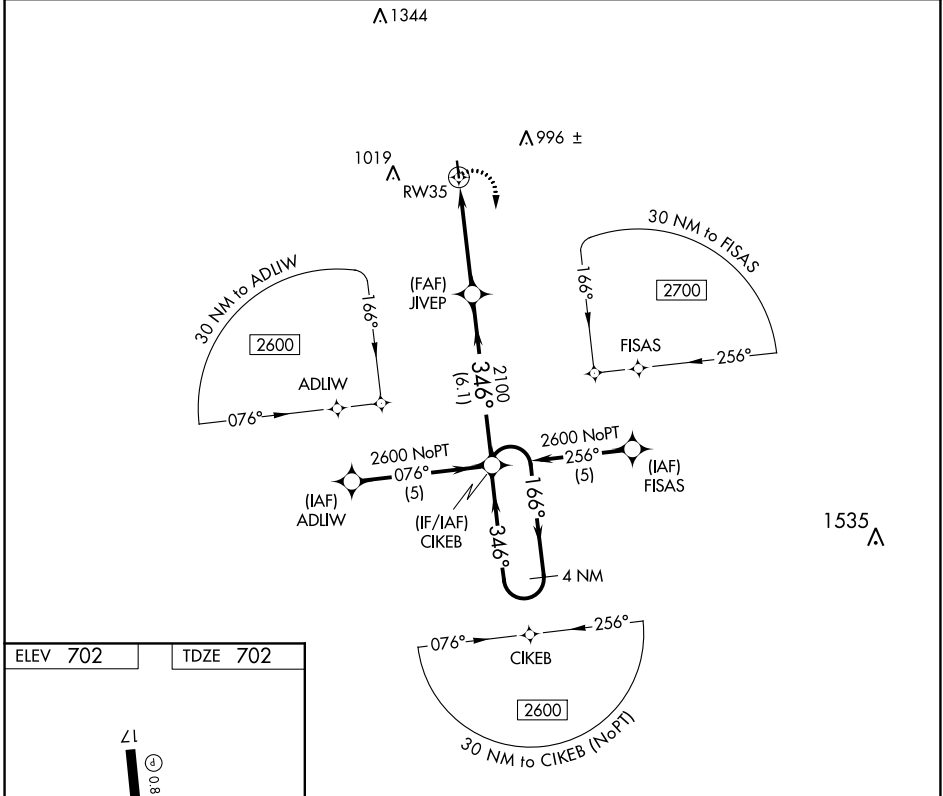 1344
996 ±
1019
RW35
30 NM to ADLIW
166°
2600
ADLIW
076°
(FAF)
JIVEP
2100
346°
(6.1)
30 NM to FISAS
166°
2700
FISAS
256°
2600 NoPT
076°
(5)
(IAF)
ADLIW
2600 NoPT
256°
(5)
(IAF)
FISAS
(IF/IAF)
CIKEB
166°
346°
4 NM
1535
076°
256°
CIKEB
2600
30 NM to CIKEB (NoPT)
ELEV 702
TDZE 702
17
P